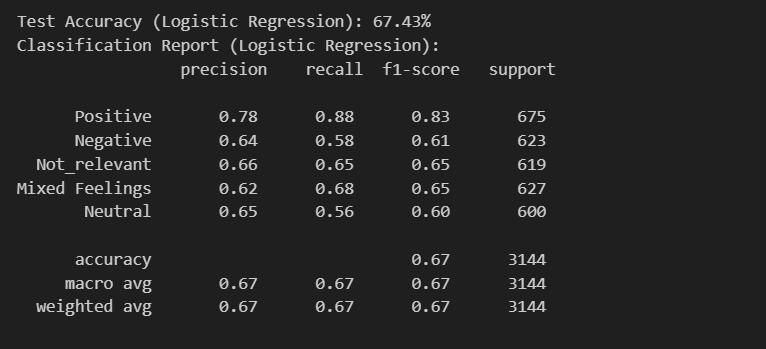 Test Accuracy (Logistic Regression): 67.43%
Classification Report (Logistic Regression):
precision recall f1-score support
Positive 0.78 0.88 0.83 675
Negative 0.64 0.58 0.61 623
Not_relevant 0.66 0.65 0.65 619
Mixed Feelings 0.62 0.68 0.65 627
Neutral 0.65 0.56 0.60 600
accuracy 0.67 3144
macro avg 0.67 0.67 0.67 3144
weighted avg 0.67 0.67 0.67 3144